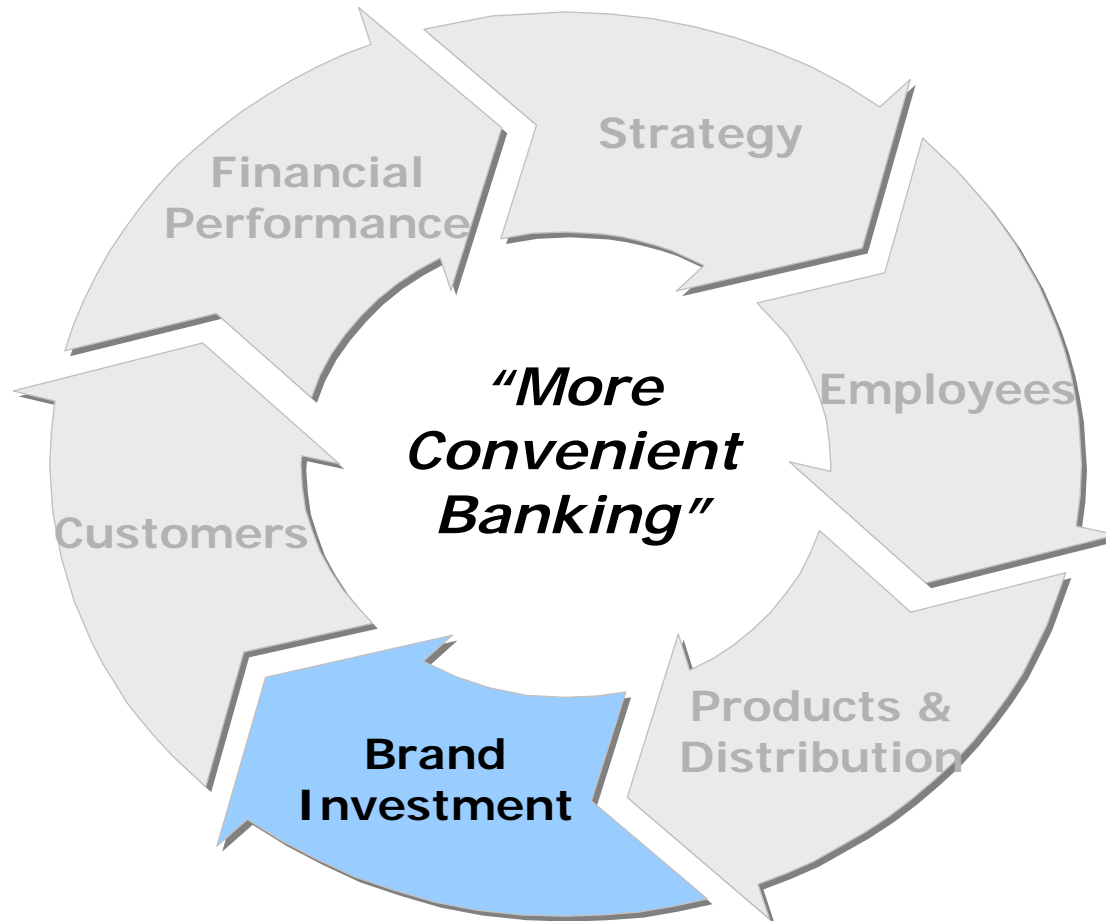 Strategy
Financial
Performance
Employees
“More
Convenient
Banking”
Customers
Products &
Distribution
Brand
Investment